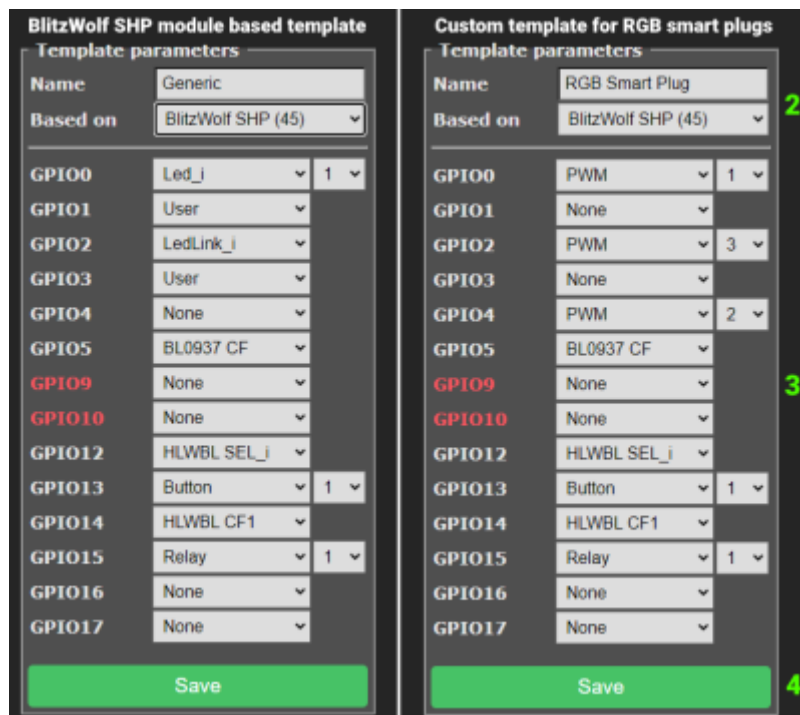 BlitzWolf SHP module based template
Template parameters
Name Generic
Based on BlitzWolf SHP (45)
GPIO0 Led_i 1
GPIO1 User
GPIO2 LedLink_i
GPIO3 User
GPIO4 None
GPIO5 BL0937 CF
GPIO9 None
GPIO10 None
GPIO12 HLWBL SEL_i
GPIO13 Button 1
GPIO14 HLWBL CF1
GPIO15 Relay 1
GPIO16 None
GPIO17 None
Save
Custom template for RGB smart plugs
Template parameters
Name RGB Smart Plug
2
Based on BlitzWolf SHP (45)
GPIO0 PWM 1
GPIO1 None
GPIO2 PWM 3
GPIO3 None
GPIO4 PWM 2
GPIO5 BL0937 CF
GPIO9 None 3
GPIO10 None
GPIO12 HLWBL SEL_i
GPIO13 Button 1
GPIO14 HLWBL CF1
GPIO15 Relay 1
GPIO16 None
GPIO17 None
Save 4